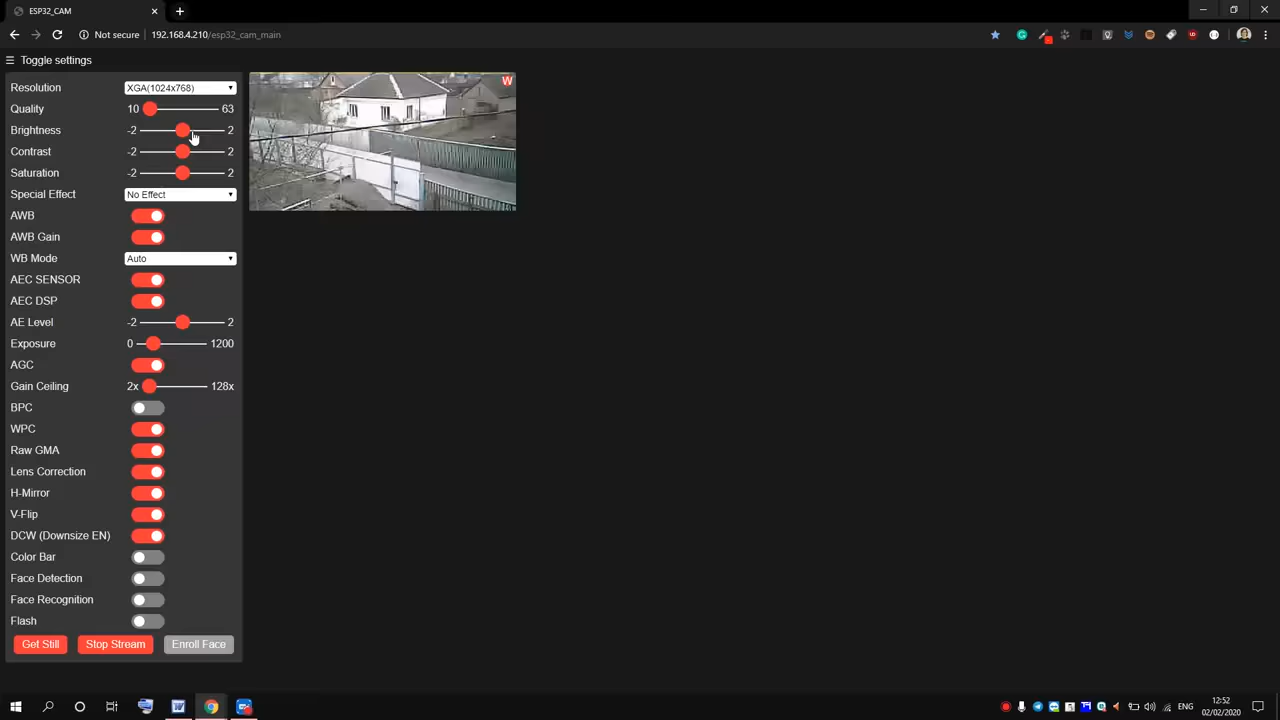 ESP32_CAM
Not secure 192.168.4.210/esp32_cam_main
Toggle settings
Resolution XGA(1024x768)
Quality 10 63
Brightness -2 2
Contrast -2 2
Saturation -2 2
Special Effect No Effect
AWB
AWB Gain
WB Mode Auto
AEC SENSOR
AEC DSP
AE Level -2 2
Exposure 0 1200
AGC
Gain Ceiling 2x 128x
BPC
WPC
Raw GMA
Lens Correction
H-Mirror
V-Flip
DCW (Downsize EN)
Color Bar
Face Detection
Face Recognition
Flash
Get Still Stop Stream Enroll Face
W
ENG
12:52
02/02/2020